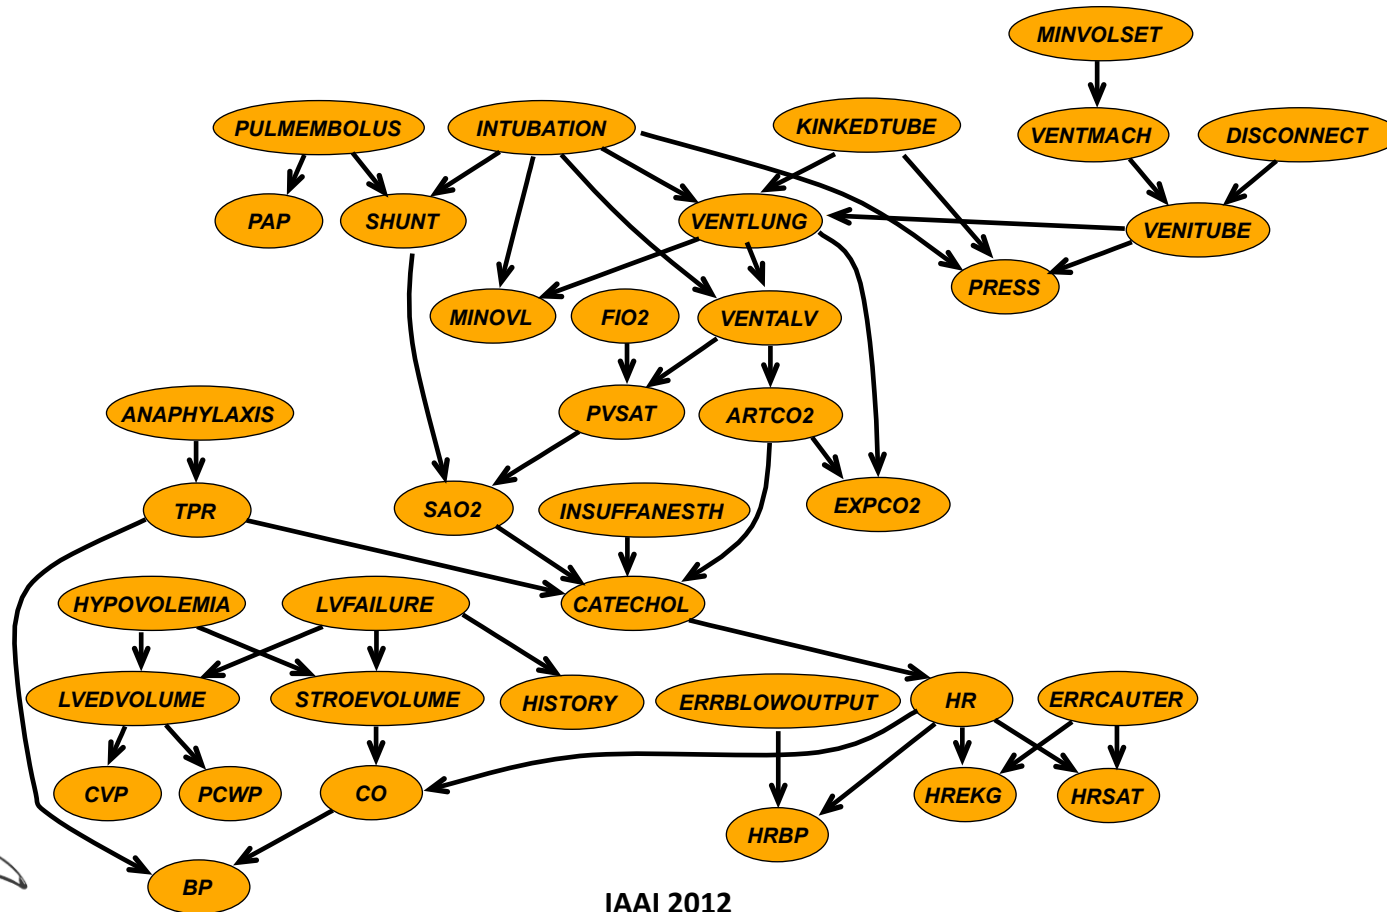 MINVOLSET
PULMEMBOLUS
INTUBATION
KINKEDTUBE
VENTMACH
DISCONNECT
PAP
SHUNT
VENTLUNG
VENITUBE
PRESS
MINOVL
FIO2
VENTALV
ANAPHYLAXIS
PVSAT
ARTCO2
TPR
SAO2
INSUFFANESTH
EXPCO2
HYPOVOLEMIA
LVFAILURE
CATECHOL
LVEDVOLUME
STROEVOLUME
HISTORY
ERRBLOWOUTPUT
HR
ERRCAUTER
CVP
PCWP
CO
HREKG
HRSAT
HRBP
BP
IAAI 2012